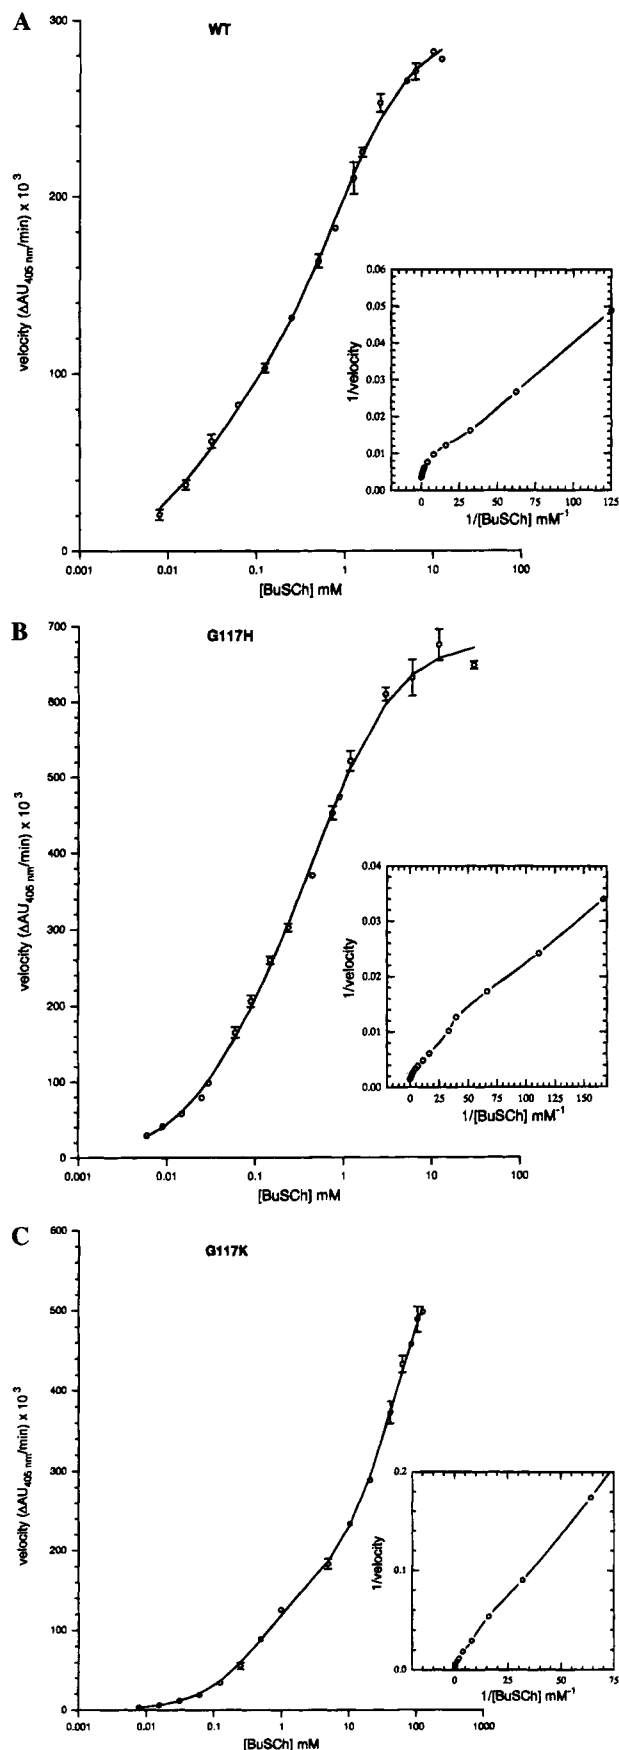 A
WT
300
200
100
0
velocity (ΔAU405 nm/min) x 10³
0.001 0.01 0.1 1 10 100
[BuSCh] mM
0.06
0.05
0.04
0.03
0.02
0.01
0.00
1/velocity
0 25 50 75 100 125
1/[BuSCh] mM⁻¹
B
G117H
700
600
500
400
300
200
100
0
velocity (ΔAU405 nm/min) x 10³
0.001 0.01 0.1 1 10 100
[BuSCh] mM
0.04
0.03
0.02
0.01
0.00
1/velocity
0 25 50 75 100 125 150
1/[BuSCh] mM⁻¹
C
G117K
600
500
400
300
200
100
0
velocity (ΔAU405 nm/min) x 10³
0.001 0.01 0.1 1 10 100 1000
[BuSCh] mM
0.2
0.1
0.0
1/velocity
0 25 50 75
1/[BuSCh] mM⁻¹